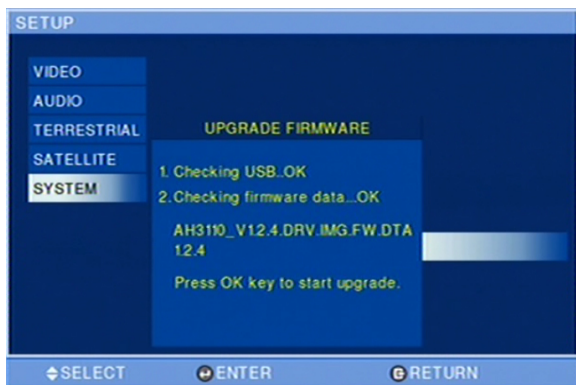 SETUP
VIDEO
AUDIO
TERRESTRIAL
SATELLITE
SYSTEM
UPGRADE FIRMWARE
1. Checking USB..OK
2. Checking firmware data...OK
AH3110_V1.2.4.DRV.IMG.FW.DTA
1.2.4
Press OK key to start upgrade.
SELECT ENTER RETURN